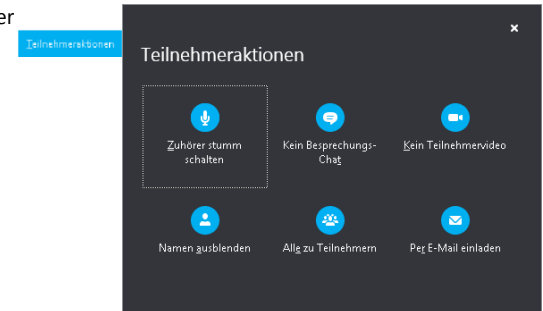 er
Teilnehmeraktionen
×
Teilnehmeraktionen
Zuhörer stumm
schalten
Kein Besprechungs-
Chat
Kein Teilnehmervideo
Namen ausblenden
Alle zu Teilnehmern
Per E-Mail einladen